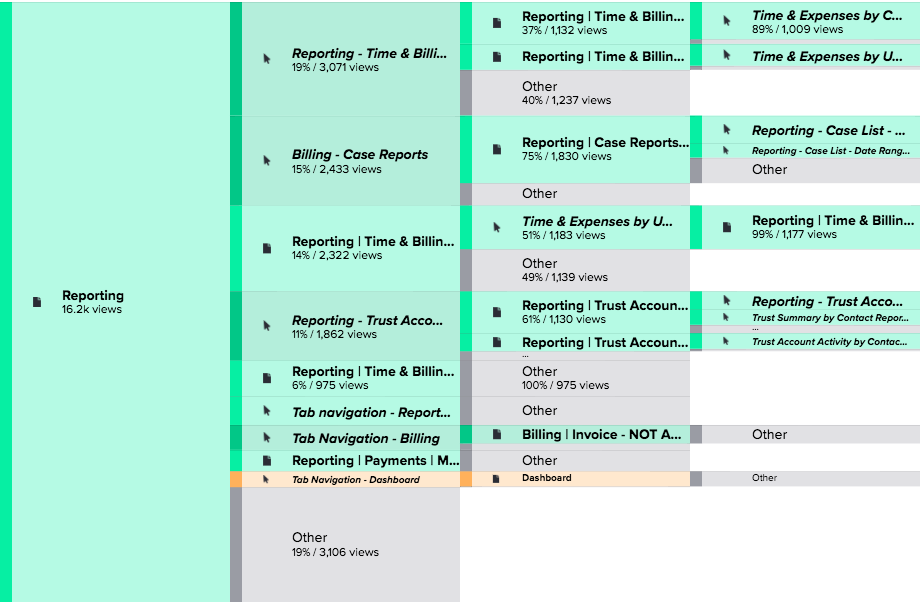 Reporting
16.2k views
Reporting - Time & Billi...
19% / 3,071 views
Billing - Case Reports
15% / 2,433 views
Reporting | Time & Billin...
14% / 2,322 views
Reporting - Trust Acco...
11% / 1,862 views
Reporting | Time & Billin...
6% / 975 views
Tab navigation - Report...
Tab Navigation - Billing
Reporting | Payments | M...
Tab Navigation - Dashboard
Other
19% / 3,106 views
Reporting | Time & Billin...
37% / 1,132 views
Reporting | Time & Billin...
Other
40% / 1,237 views
Reporting | Case Reports...
75% / 1,830 views
Other
Time & Expenses by U...
51% / 1,183 views
Other
49% / 1,139 views
Reporting | Trust Accoun...
61% / 1,130 views
Reporting | Trust Accoun...
...
Other
100% / 975 views
Other
Billing | Invoice - NOT A...
Other
Dashboard
Time & Expenses by C...
89% / 1,009 views
Time & Expenses by U...
Reporting - Case List - ...
Reporting - Case List - Date Rang...
Other
Reporting | Time & Billin...
99% / 1,177 views
Reporting - Trust Acco...
Trust Summary by Contact Repor...
...
Trust Account Activity by Contac...
Other
Other